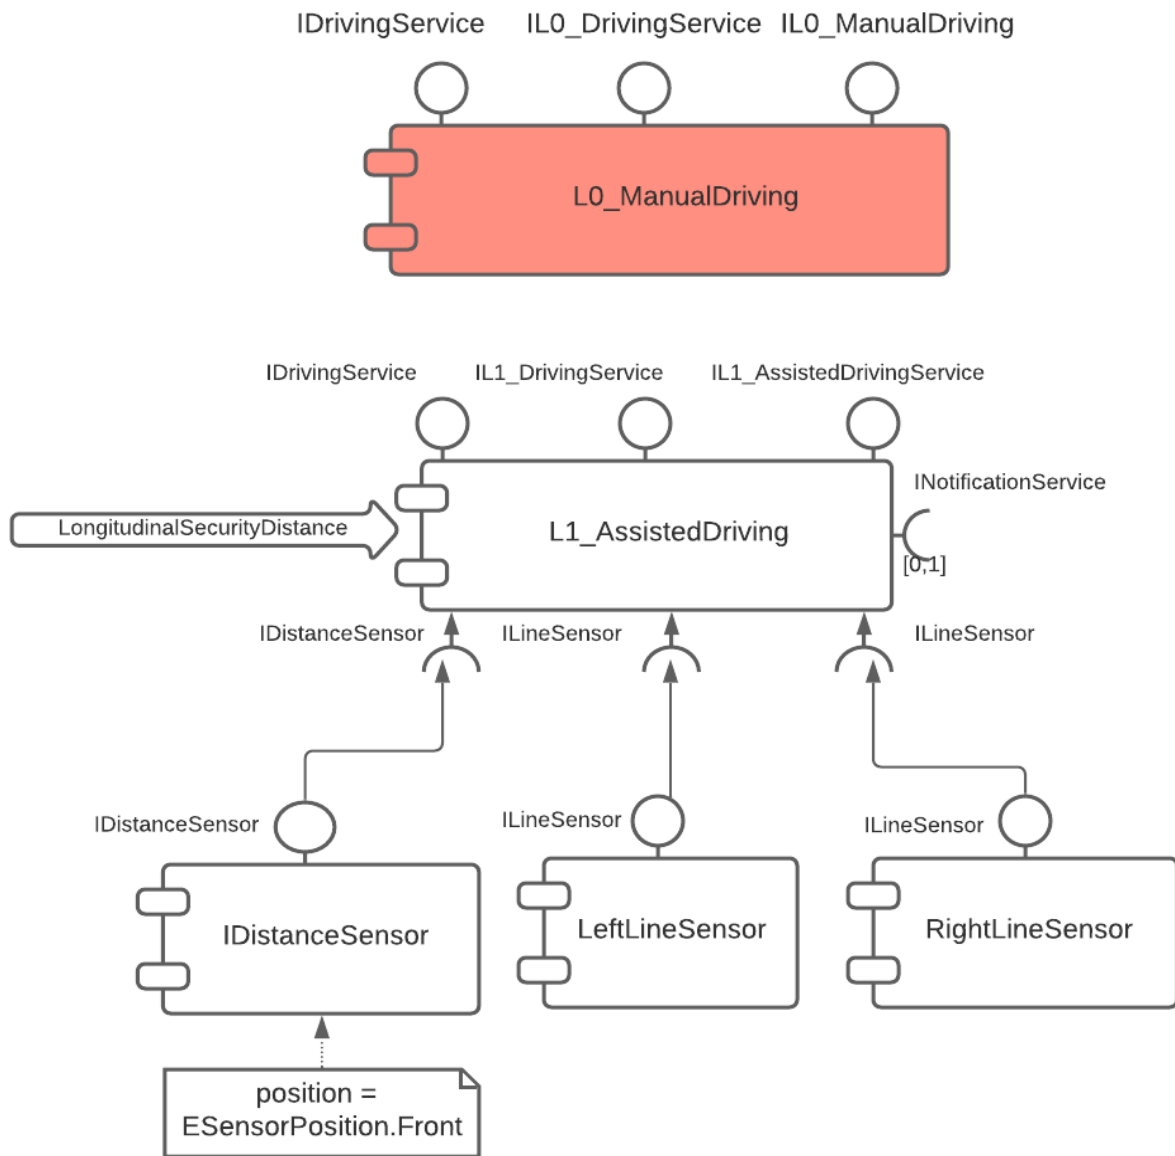 IDrivingService IL0_DrivingService IL0_ManualDriving
L0_ManualDriving
IDrivingService IL1_DrivingService IL1_AssistedDrivingService
INotificationService
LongitudinalSecurityDistance
L1_AssistedDriving
[0,1]
IDistanceSensor ILineSensor ILineSensor
IDistanceSensor ILineSensor ILineSensor
IDistanceSensor LeftLineSensor RightLineSensor
position =
ESensorPosition.Front